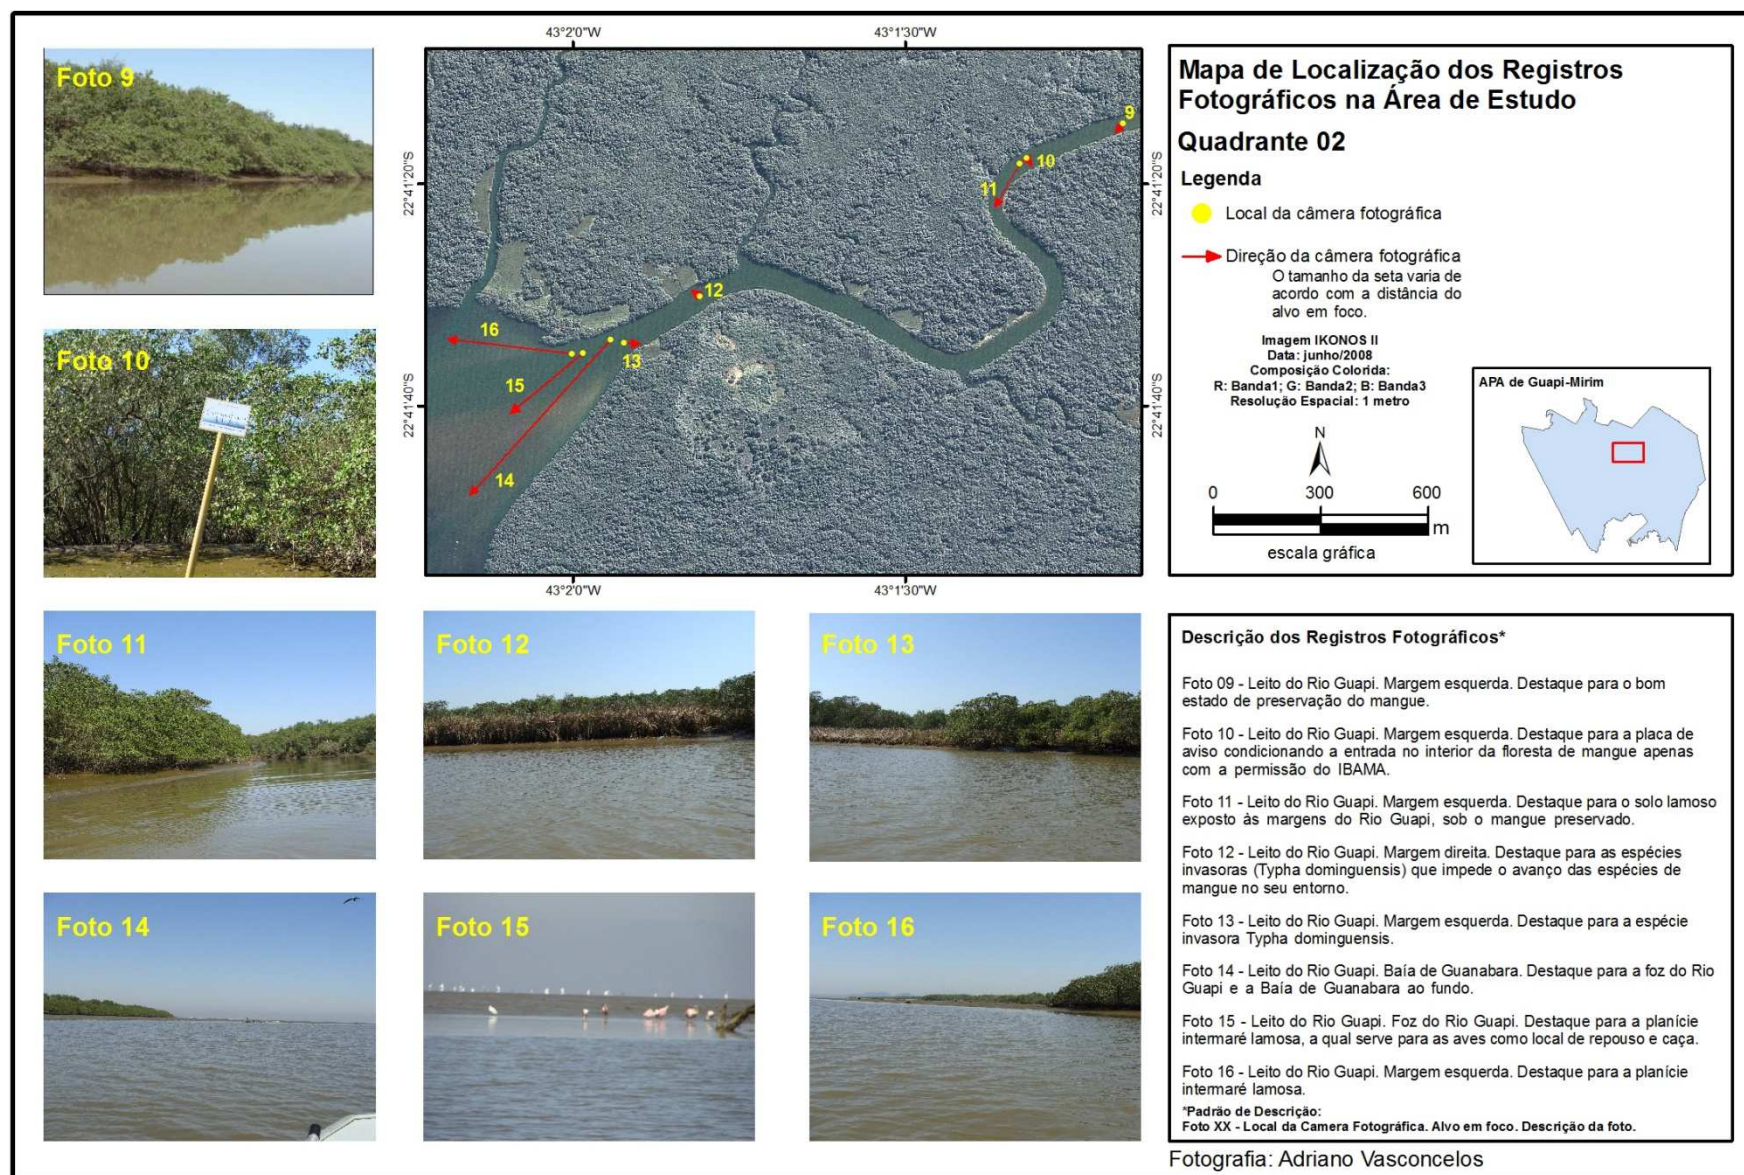 Foto 9
Foto 10
43°2'0"W
43°1'30"W
22°41'20"S
22°41'40"S
22°41'20"S
22°41'40"S
43°2'0"W
43°1'30"W
9
10
11
12
13
14
15
16
Mapa de Localização dos Registros
Fotográficos na Área de Estudo
Quadrante 02
Legenda
Local da câmera fotográfica
Direção da câmera fotográfica
O tamanho da seta varia de
acordo com a distância do
alvo em foco.
Imagem IKONOS II
Data: junho/2008
Composição Colorida:
R: Banda1; G: Banda2; B: Banda3
Resolução Espacial: 1 metro
N
0 300 600
m
escala gráfica
APA de Guapi-Mirim
Foto 11
Foto 12
Foto 13
Foto 14
Foto 15
Foto 16
Descrição dos Registros Fotográficos*
Foto 09 - Leito do Rio Guapi. Margem esquerda. Destaque para o bom
estado de preservação do mangue.
Foto 10 - Leito do Rio Guapi. Margem esquerda. Destaque para a placa de
aviso condicionando a entrada no interior da floresta de mangue apenas
com a permissão do IBAMA.
Foto 11 - Leito do Rio Guapi. Margem esquerda. Destaque para o solo lamoso
exposto às margens do Rio Guapi, sob o mangue preservado.
Foto 12 - Leito do Rio Guapi. Margem direita. Destaque para as espécies
invasoras (Typha dominguensis) que impede o avanço das espécies de
mangue no seu entorno.
Foto 13 - Leito do Rio Guapi. Margem esquerda. Destaque para a espécie
invasora Typha dominguensis.
Foto 14 - Leito do Rio Guapi. Baía de Guanabara. Destaque para a foz do Rio
Guapi e a Baía de Guanabara ao fundo.
Foto 15 - Leito do Rio Guapi. Foz do Rio Guapi. Destaque para a planície
intermaré lamosa, a qual serve para as aves como local de repouso e caça.
Foto 16 - Leito do Rio Guapi. Margem esquerda. Destaque para a planície
intermaré lamosa.
*Padrão de Descrição:
Foto XX - Local da Camera Fotográfica. Alvo em foco. Descrição da foto.
Fotografia: Adriano Vasconcelos